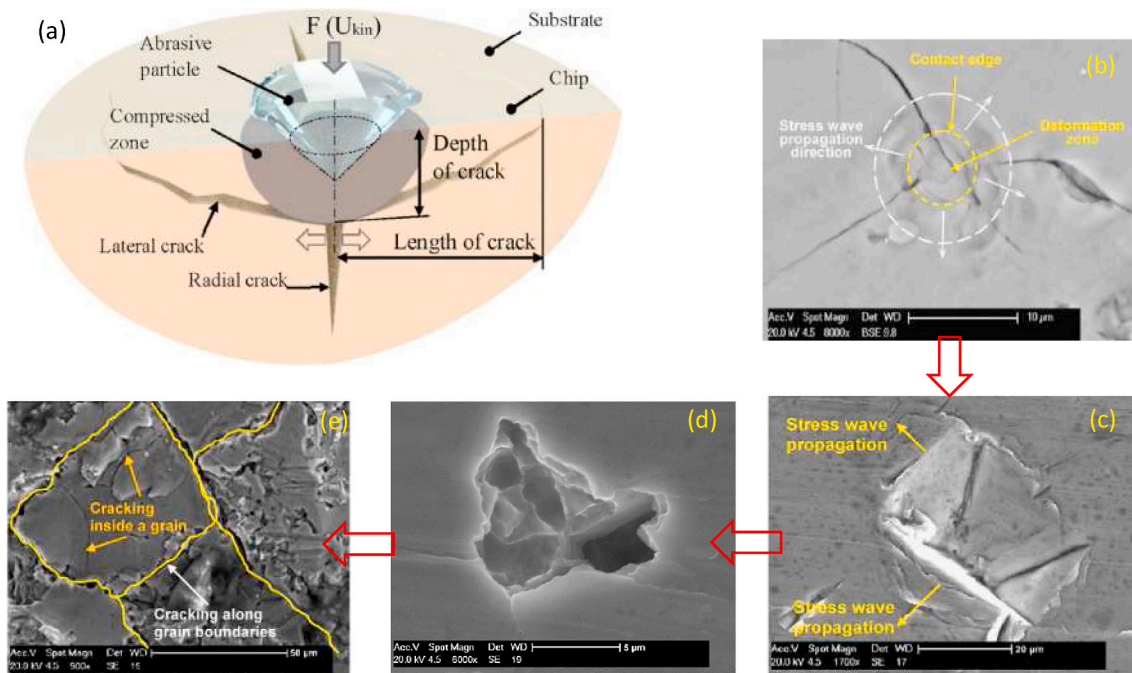 (a)
F (Ukin)
Substrate
Abrasive
particle
Chip
Compressed
zone
Depth
of crack
Lateral crack
Length of crack
Radial crack
(b)
Contact edge
Stress wave
propagation
direction
Deformation
zone
Acc.V Spot Magn Det WD 10 µm
20.0 kV 4.5 8000x BSE 9.8
(e)
Cracking
inside a grain
Cracking along
grain boundaries
Acc.V Spot Magn Det WD 50 µm
20.0 kV 4.5 900x SE 15
(d)
Acc.V Spot Magn Det WD 5 µm
20.0 kV 4.5 6000x SE 19
(c)
Stress wave
propagation
Stress wave
propagation
Acc.V Spot Magn Det WD 20 µm
20.0 kV 4.5 1700x SE 17